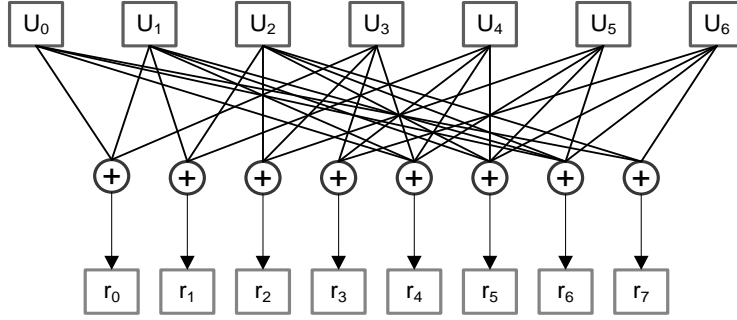 U₀ U₁ U₂ U₃ U₄ U₅ U₆
+ + + + + + + +
r₀ r₁ r₂ r₃ r₄ r₅ r₆ r₇